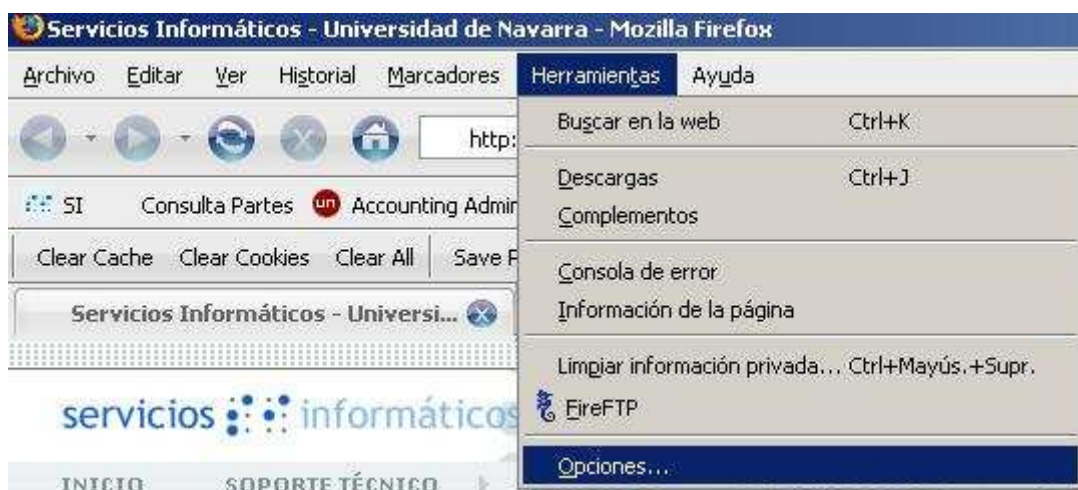 Servicios Informáticos - Universidad de Navarra - Mozilla Firefox
Archivo Editar Ver Historial Marcadores Herramientas Ayuda
http:
SI Consulta Partes un Accounting Admir
Clear Cache Clear Cookies Clear All Save
Servicios Informáticos - Universi...
servicios informáticos
INICIO SOPORTE TÉCNICO
Buscar en la web Ctrl+K
Descargas Ctrl+J
Complementos
Consola de error
Información de la página
Limpiar información privada... Ctrl+Mayús.+Supr.
FireFTP
Opciones...